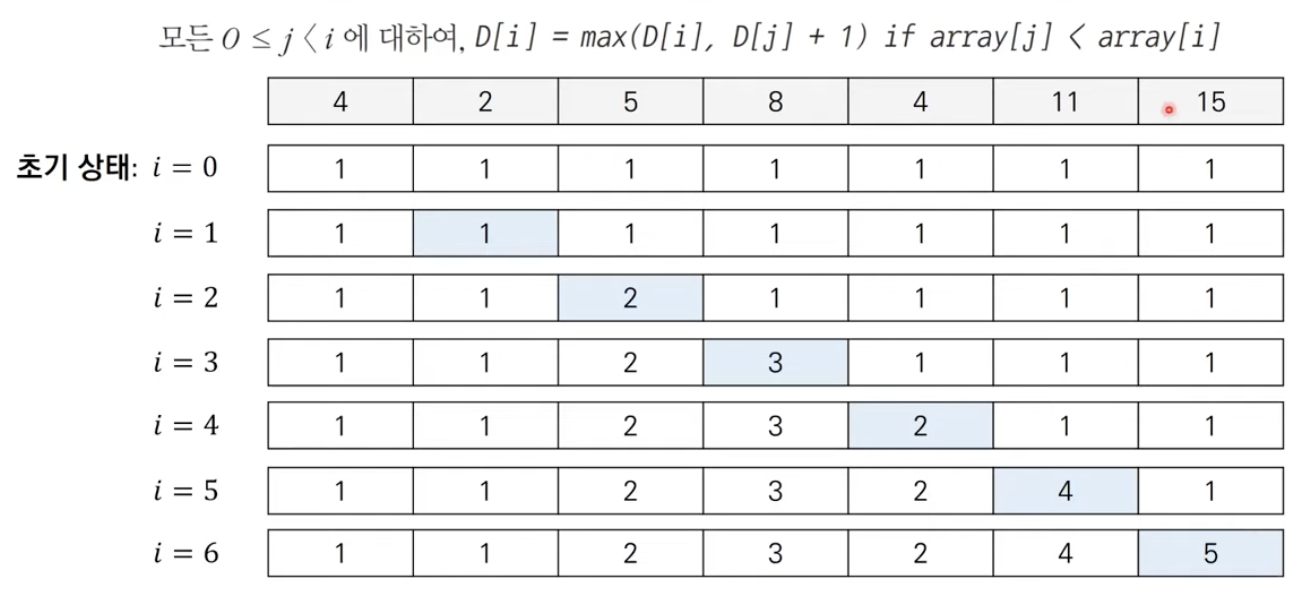 모든 0 ≤ j < i 에 대하여, D[i] = max(D[i], D[j] + 1) if array[j] < array[i]
4 2 5 8 4 11 15
초기 상태: i = 0 1 1 1 1 1 1 1
i = 1 1 1 1 1 1 1 1
i = 2 1 1 2 1 1 1 1
i = 3 1 1 2 3 1 1 1
i = 4 1 1 2 3 2 1 1
i = 5 1 1 2 3 2 4 1
i = 6 1 1 2 3 2 4 5